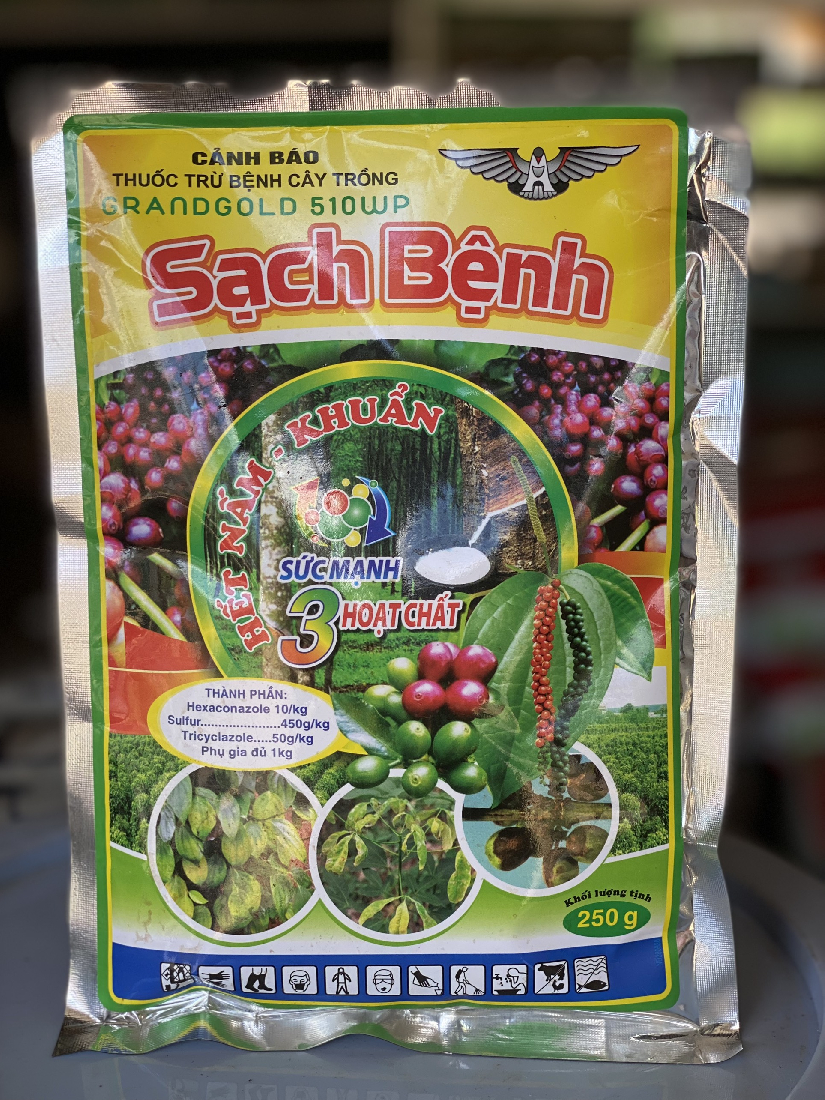 CẢNH BÁO
THUỐC TRỪ BỆNH CÂY TRỒNG
GRANDGOLD 510WP
Sạch Bệnh
HẾT NẤM - KHUẨN
SỨC MẠNH
3 HOẠT CHẤT
THÀNH PHẦN:
Hexaconazole 10/kg
Sulfur......................450g/kg
Tricyclazole.....50g/kg
Phụ gia đủ 1kg
Khối lượng tịnh
250 g